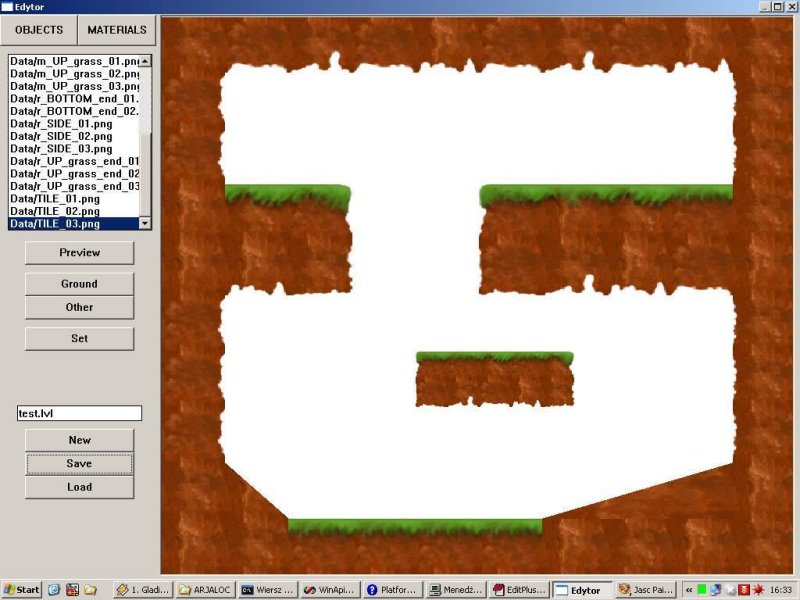 Edytor
OBJECTS
MATERIALS
Data/m_UP_grass_01.png
Data/m_UP_grass_02.png
Data/m_UP_grass_03.png
Data/r_BOTTOM_end_01.
Data/r_BOTTOM_end_02.
Data/r_SIDE_01.png
Data/r_SIDE_02.png
Data/r_SIDE_03.png
Data/r_UP_grass_end_01
Data/r_UP_grass_end_02
Data/r_UP_grass_end_03
Data/TILE_01.png
Data/TILE_02.png
Data/TILE_03.png
Preview
Ground
Other
Set
test.lvl
New
Save
Load
Start
1. Gladi...
ARJALOC
Wiersz ...
WinApi...
Platfor...
Menedż...
EditPlus...
Edytor
Jasc Pai...
«
16:33